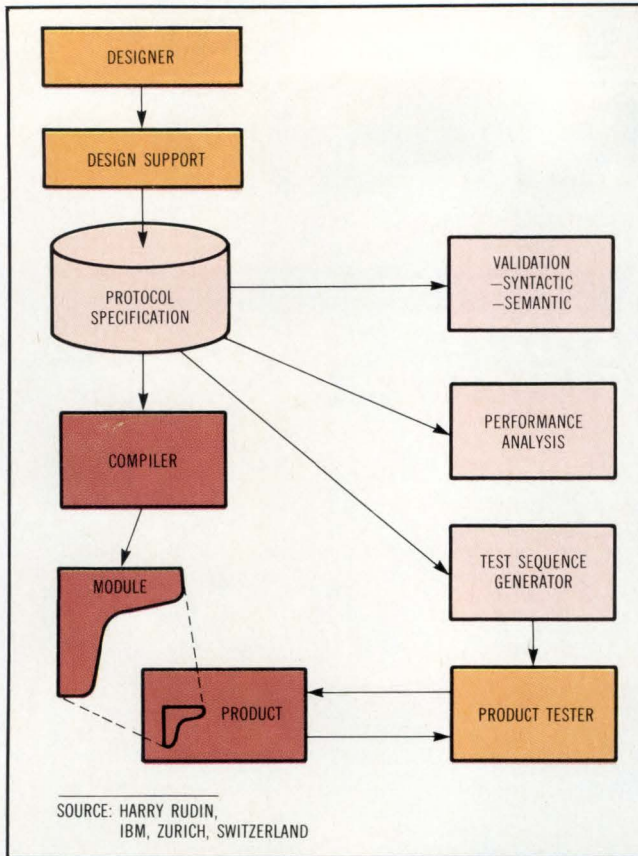 DESIGNER
DESIGN SUPPORT
PROTOCOL
SPECIFICATION
VALIDATION
—SYNTACTIC
—SEMANTIC
PERFORMANCE
ANALYSIS
COMPILER
TEST SEQUENCE
GENERATOR
MODULE
PRODUCT
PRODUCT TESTER
SOURCE: HARRY RUDIN,
IBM, ZURICH, SWITZERLAND